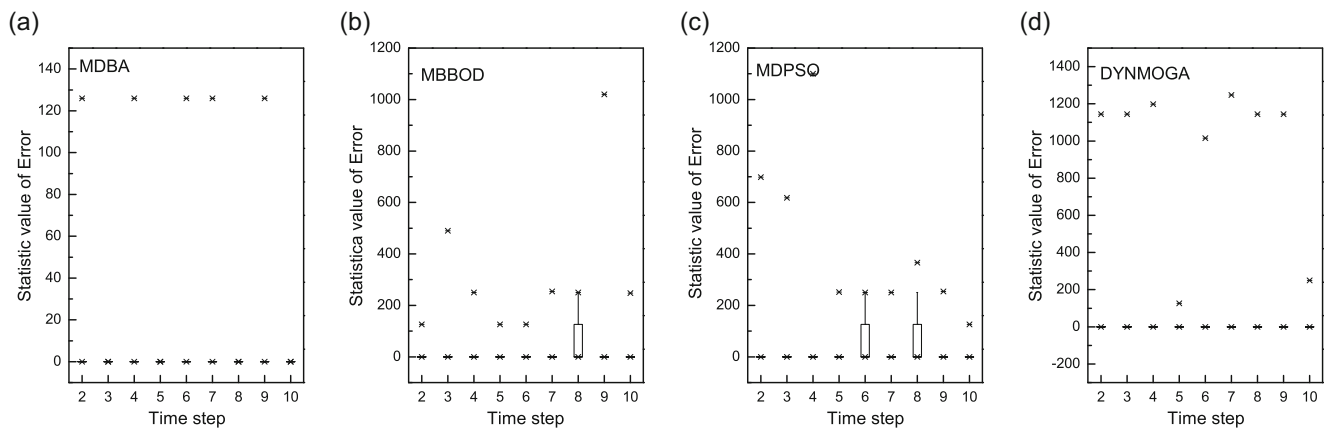 (a)
MDBA
Statistic value of Error
140
120
100
80
60
40
20
0
2 3 4 5 6 7 8 9 10
Time step
(b)
MBBOD
Statistica value of Error
1200
1000
800
600
400
200
0
2 3 4 5 6 7 8 9 10
Time step
(c)
MDPSO
Statistic value of Error
1200
1000
800
600
400
200
0
2 3 4 5 6 7 8 9 10
Time step
(d)
DYNMOGA
Statistic value of Error
1400
1200
1000
800
600
400
200
0
-200
2 3 4 5 6 7 8 9 10
Time step